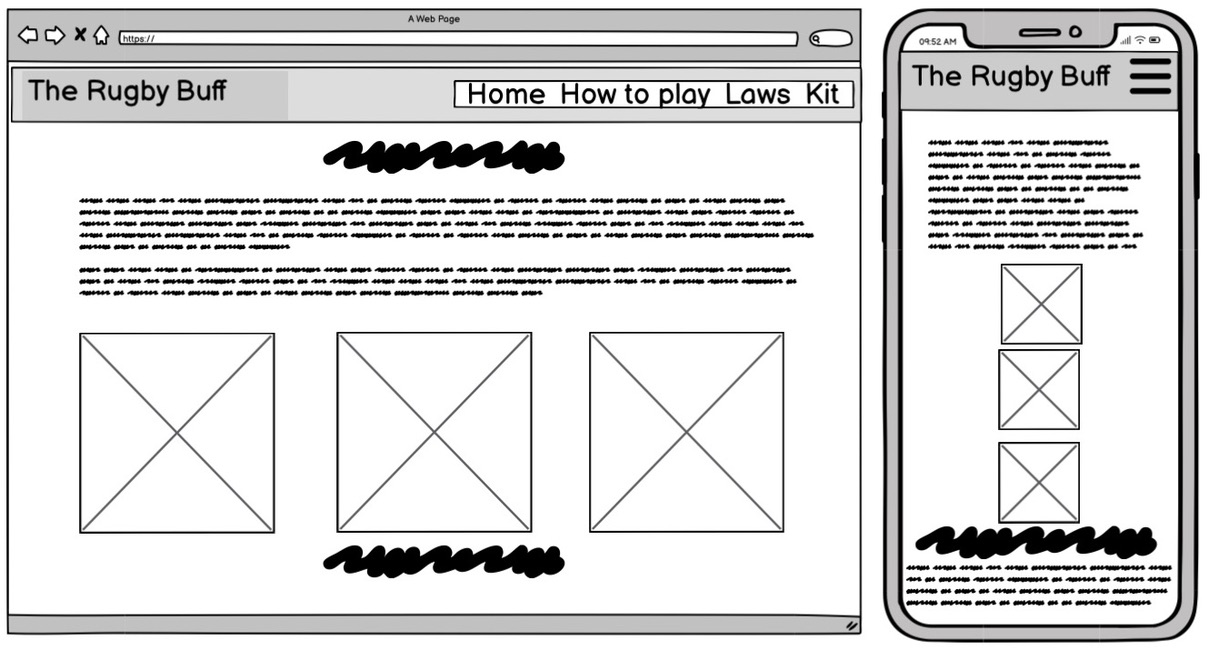 A Web Page
https://
The Rugby Buff
Home How to play Laws Kit
09:52 AM
The Rugby Buff